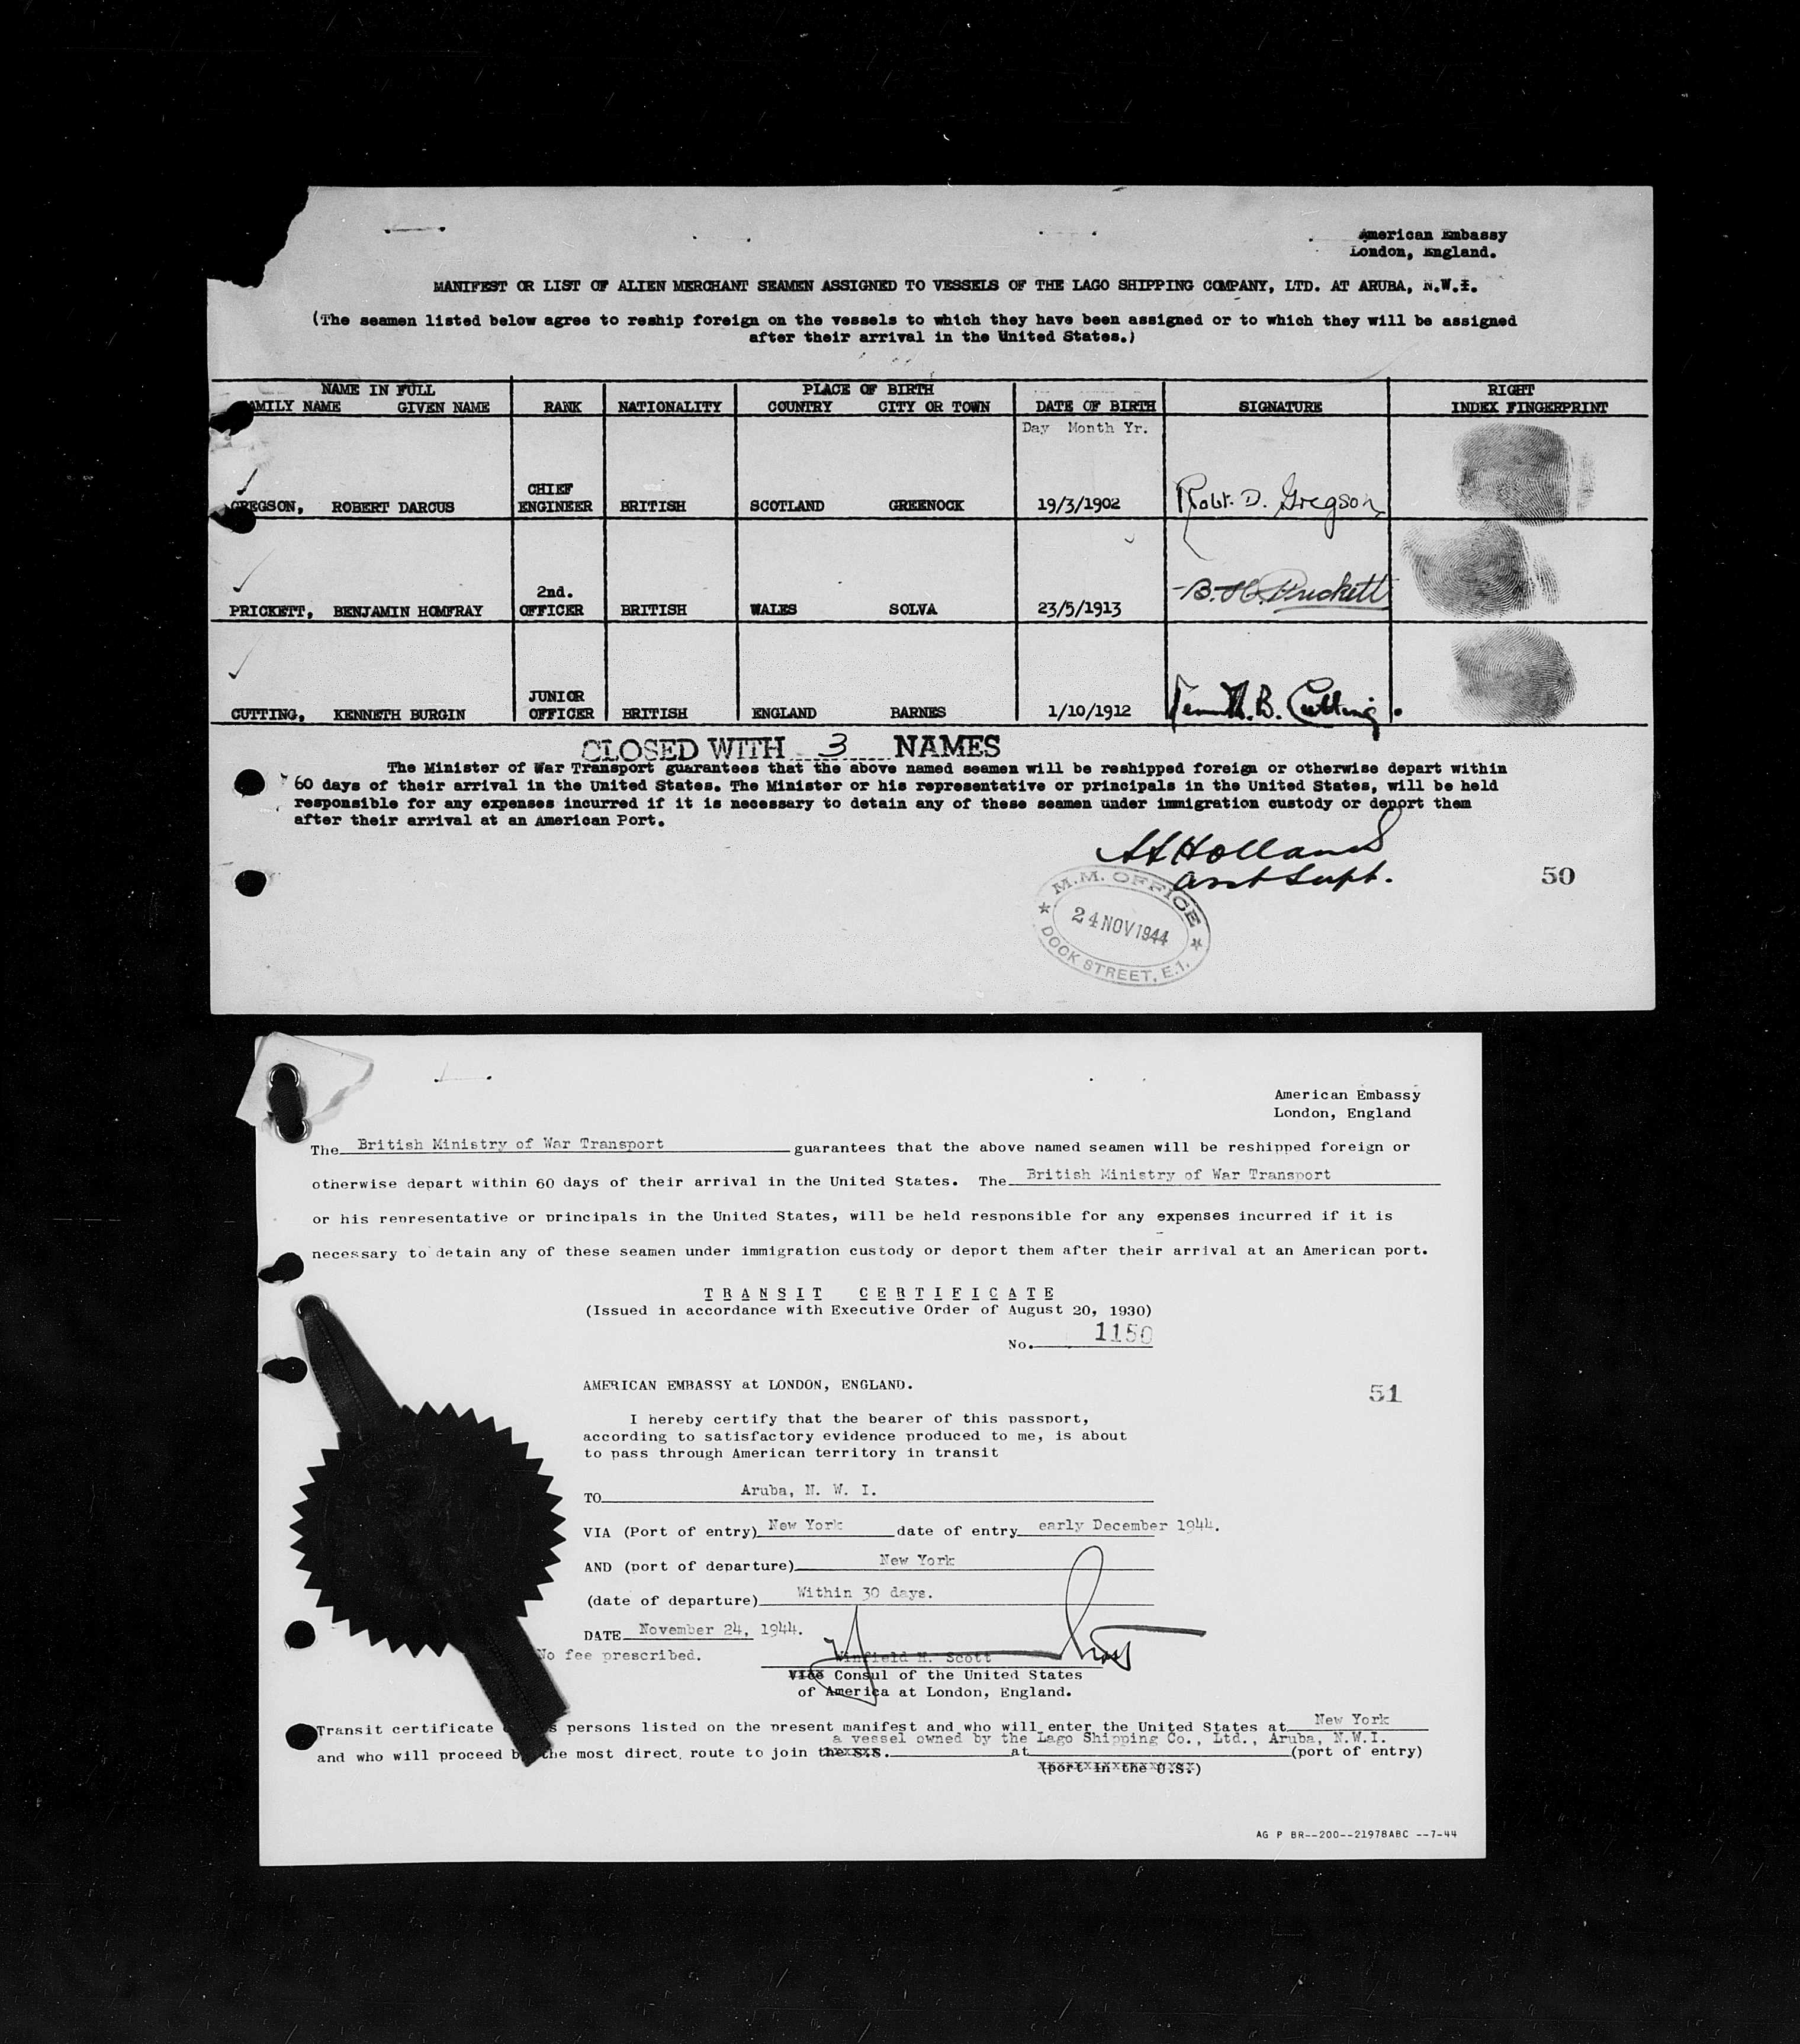 American Embassy
London, England.
MANIFEST OR LIST OF ALIEN MERCHANT SEAMEN ASSIGNED TO VESSELS OF THE LAGO SHIPPING COMPANY, LTD. AT ARUBA, N.W.I.
(The seamen listed below agree to reship foreign on the vessels to which they have been assigned or to which they will be assigned
after their arrival in the United States.)
NAME IN FULL PLACE OF BIRTH RIGHT
AMILY NAME GIVEN NAME RANK NATIONALITY COUNTRY CITY OR TOWN DATE OF BIRTH SIGNATURE INDEX FINGERPRINT
Day Month Yr.
CHIEF
GREGSON, ROBERT DARCUS ENGINEER BRITISH SCOTLAND GREENOCK 19/3/1902 Robt. D. Gregson
2nd.
PRICKETT, BENJAMIN HOMFRAY OFFICER BRITISH WALES SOLVA 23/5/1913 B. H. Prickett
JUNIOR
CUTTING, KENNETH BURGIN OFFICER BRITISH ENGLAND BARNES 1/10/1912 Kenneth. B. Cutting.
CLOSED WITH 3 NAMES
The Minister of War Transport guarantees that the above named seamen will be reshipped foreign or otherwise depart within
60 days of their arrival in the United States. The Minister or his representative or principals in the United States, will be held
responsible for any expenses incurred if it is necessary to detain any of these seamen under immigration custody or deport them
after their arrival at an American Port.
Holland
Asst Supt.
50
M.M. OFFICE
24 NOV 1944
DOCK STREET, E.1.
American Embassy
London, England
The British Ministry of War Transport guarantees that the above named seamen will be reshipped foreign or
otherwise depart within 60 days of their arrival in the United States. The British Ministry of War Transport
or his representative or principals in the United States, will be held responsible for any expenses incurred if it is
necessary to detain any of these seamen under immigration custody or deport them after their arrival at an American port.
TRANSIT CERTIFICATE
(Issued in accordance with Executive Order of August 20, 1930)
No. 1150
AMERICAN EMBASSY at LONDON, ENGLAND.
51
I hereby certify that the bearer of this passport,
according to satisfactory evidence produced to me, is about
to pass through American territory in transit
TO Aruba, N. W. I.
VIA (Port of entry) New York date of entry early December 1944.
AND (port of departure) New York
(date of departure) Within 30 days.
DATE November 24, 1944.
No fee prescribed. Winfield H. Scott
Vice Consul of the United States
of America at London, England.
Transit certificate persons listed on the present manifest and who will enter the United States at New York
a vessel owned by the Lago Shipping Co., Ltd., Aruba, N.W.I.
and who will proceed by the most direct route to join the S.S. at (port of entry)
(port in the U.S.)
AG P BR--200--21978ABC --7-44